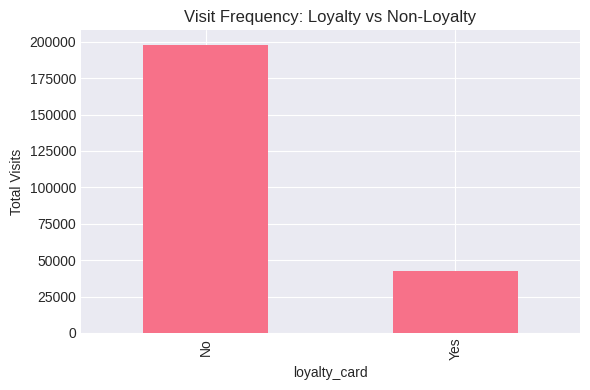 Visit Frequency: Loyalty vs Non-Loyalty
200000
175000
150000
125000
100000
75000
50000
25000
0
Total Visits
No
Yes
loyalty_card